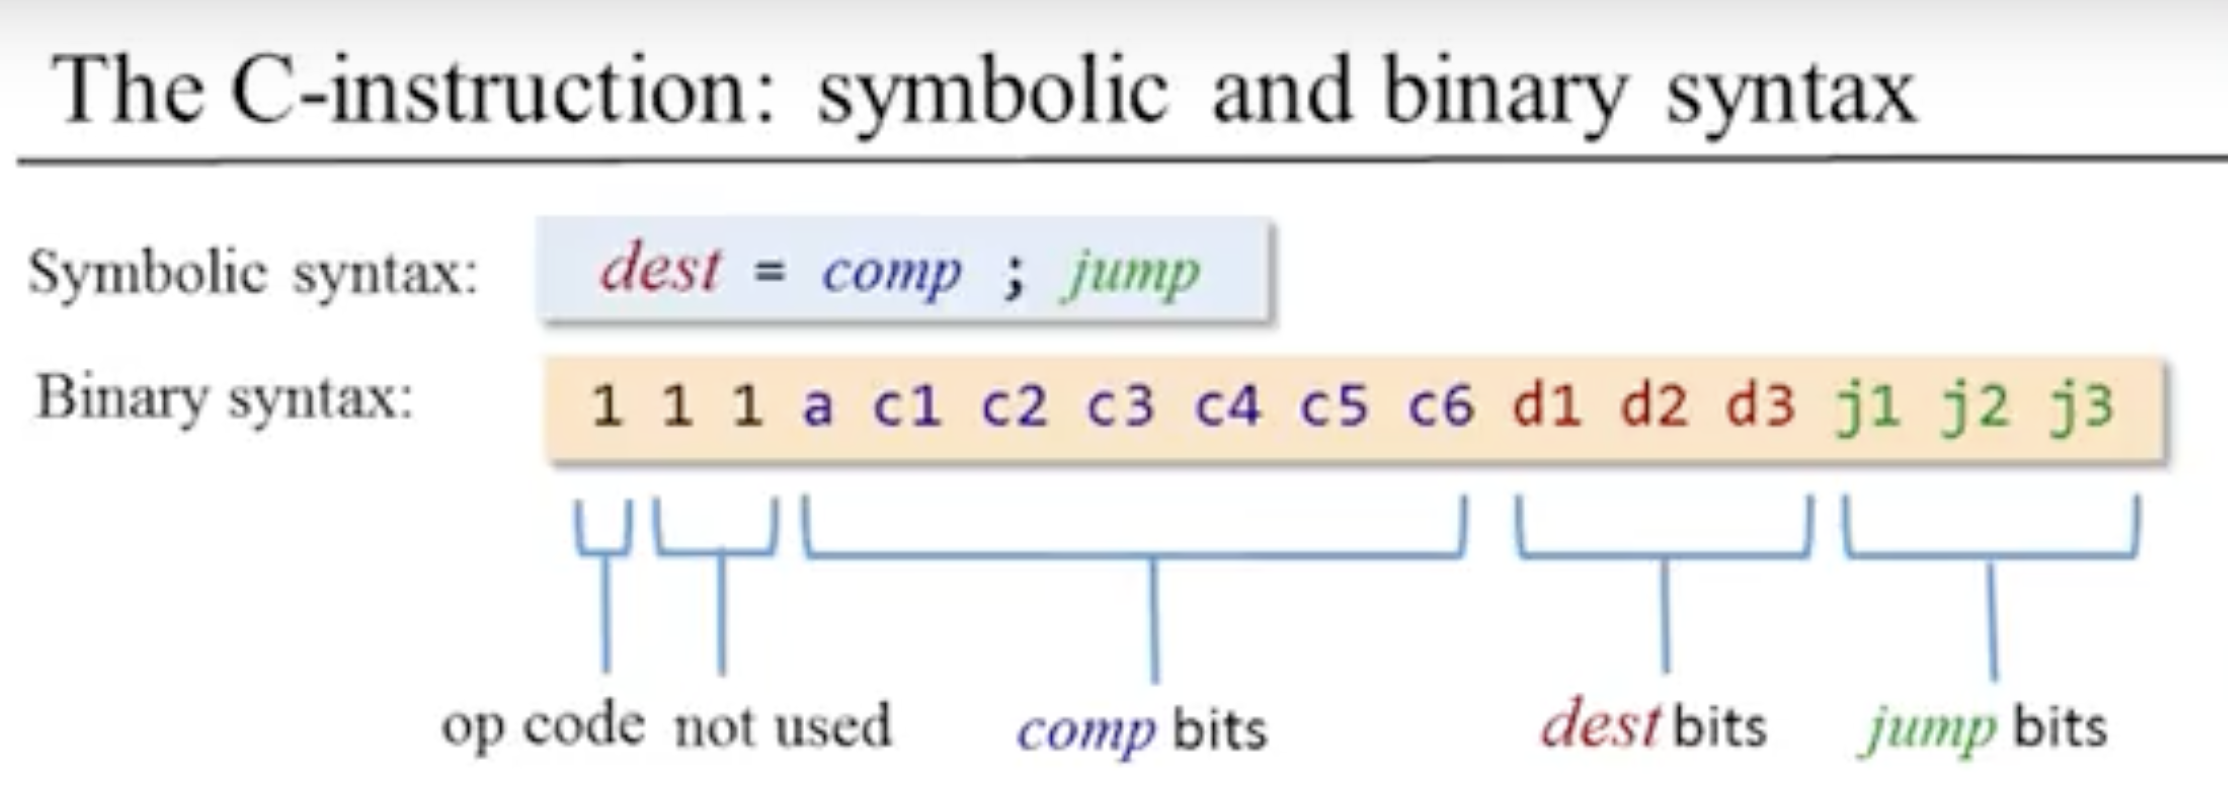 The C-instruction: symbolic and binary syntax
Symbolic syntax: dest = comp ; jump
Binary syntax: 1 1 1 a c1 c2 c3 c4 c5 c6 d1 d2 d3 j1 j2 j3
op code not used comp bits dest bits jump bits